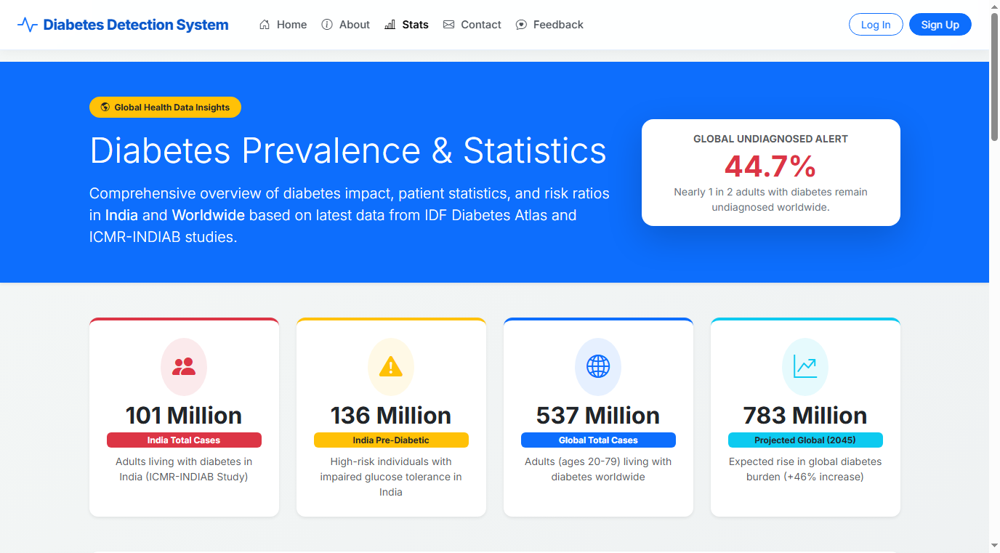 Diabetes Detection System
Home
About
Stats
Contact
Feedback
Log In
Sign Up
Global Health Data Insights
Diabetes Prevalence & Statistics
Comprehensive overview of diabetes impact, patient statistics, and risk ratios
in India and Worldwide based on latest data from IDF Diabetes Atlas and
ICMR-INDIAB studies.
GLOBAL UNDIAGNOSED ALERT
44.7%
Nearly 1 in 2 adults with diabetes remain
undiagnosed worldwide.
101 Million
India Total Cases
Adults living with diabetes in
India (ICMR-INDIAB Study)
136 Million
India Pre-Diabetic
High-risk individuals with
impaired glucose tolerance in
India
537 Million
Global Total Cases
Adults (ages 20-79) living with
diabetes worldwide
783 Million
Projected Global (2045)
Expected rise in global diabetes
burden (+46% increase)